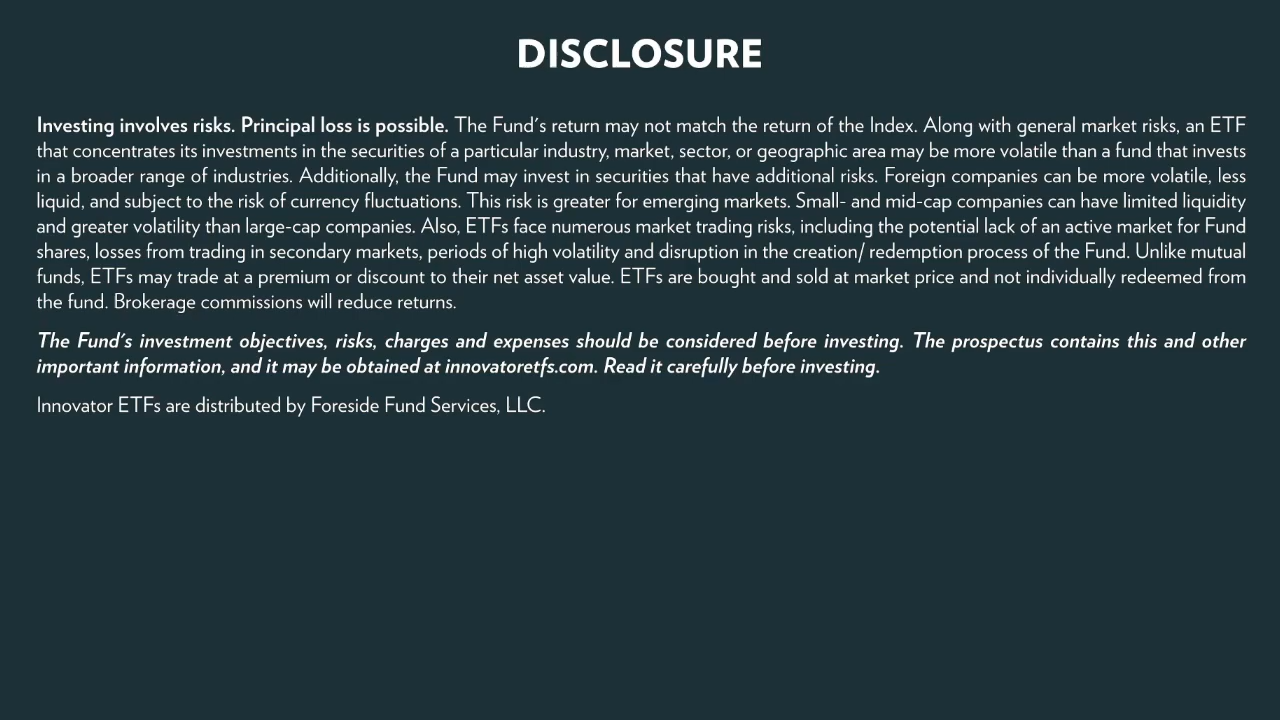 DISCLOSURE
Investing involves risks. Principal loss is possible. The Fund's return may not match the return of the Index. Along with general market risks, an ETF
that concentrates its investments in the securities of a particular industry, market, sector, or geographic area may be more volatile than a fund that invests
in a broader range of industries. Additionally, the Fund may invest in securities that have additional risks. Foreign companies can be more volatile, less
liquid, and subject to the risk of currency fluctuations. This risk is greater for emerging markets. Small- and mid-cap companies can have limited liquidity
and greater volatility than large-cap companies. Also, ETFs face numerous market trading risks, including the potential lack of an active market for Fund
shares, losses from trading in secondary markets, periods of high volatility and disruption in the creation/ redemption process of the Fund. Unlike mutual
funds, ETFs may trade at a premium or discount to their net asset value. ETFs are bought and sold at market price and not individually redeemed from
the fund. Brokerage commissions will reduce returns.
The Fund's investment objectives, risks, charges and expenses should be considered before investing. The prospectus contains this and other
important information, and it may be obtained at innovatoretfs.com. Read it carefully before investing.
Innovator ETFs are distributed by Foreside Fund Services, LLC.